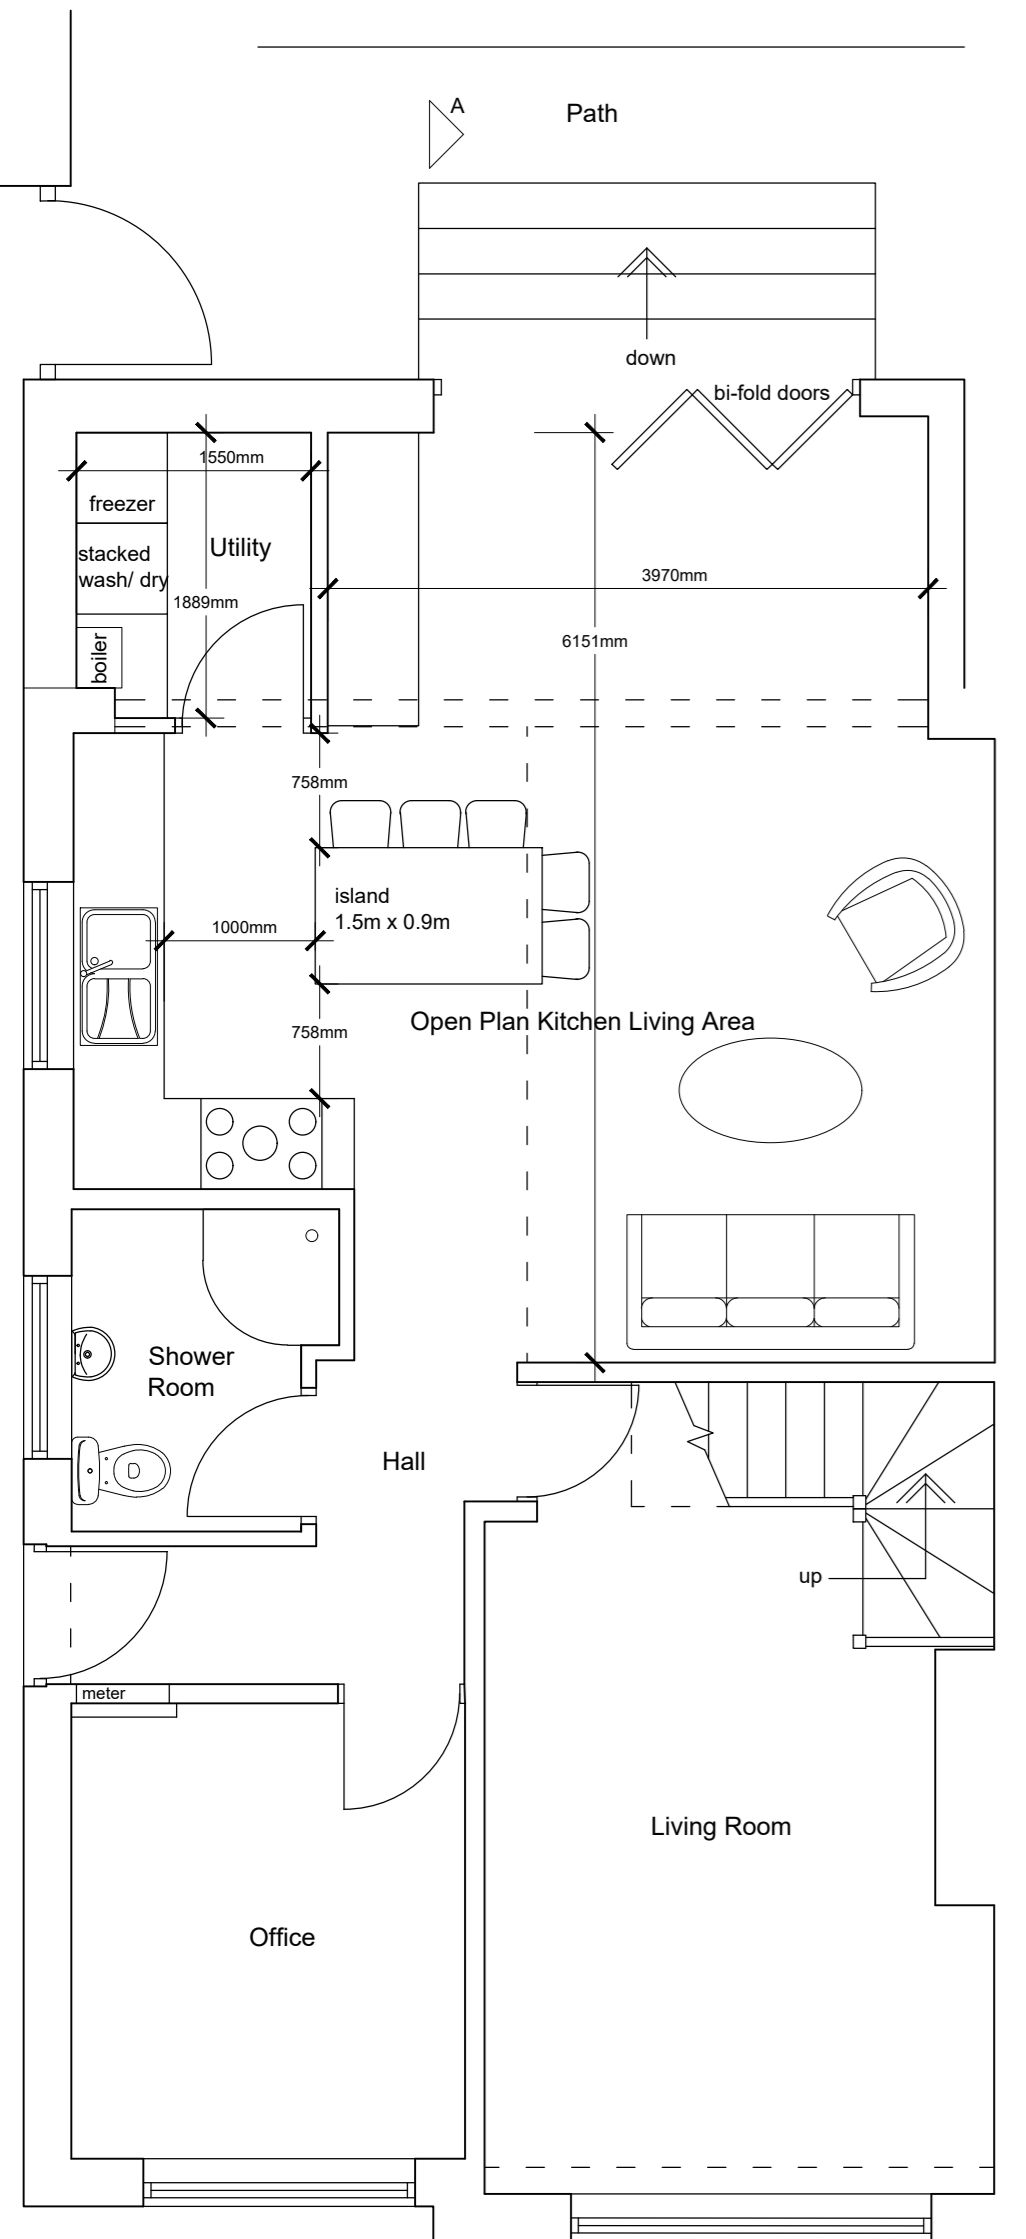 A
Path
down
bi-fold doors
1550mm
freezer
Utility
stacked
wash/ dry
1889mm
3970mm
6151mm
boiler
758mm
island
1.5m x 0.9m
1000mm
Open Plan Kitchen Living Area
758mm
Shower
Room
Hall
up
meter
Living Room
Office